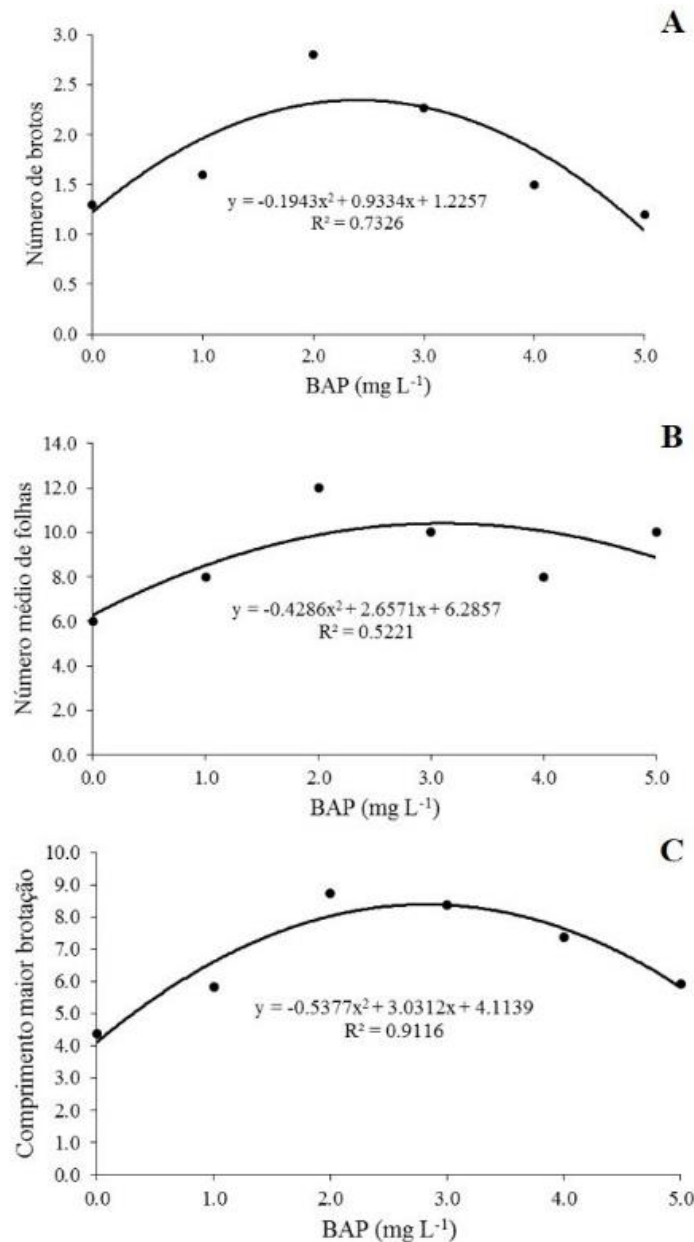 A
Número de brotos
3.0
2.5
2.0
1.5
1.0
0.5
0.0
y = -0.1943x² + 0.9334x + 1.2257
R² = 0.7326
0.0 1.0 2.0 3.0 4.0 5.0
BAP (mg L⁻¹)
B
Número médio de folhas
14.0
12.0
10.0
8.0
6.0
4.0
2.0
0.0
y = -0.4286x² + 2.6571x + 6.2857
R² = 0.5221
0.0 1.0 2.0 3.0 4.0 5.0
BAP (mg L⁻¹)
C
Comprimento maior brotação
10.0
9.0
8.0
7.0
6.0
5.0
4.0
3.0
2.0
1.0
0.0
y = -0.5377x² + 3.0312x + 4.1139
R² = 0.9116
0.0 1.0 2.0 3.0 4.0 5.0
BAP (mg L⁻¹)